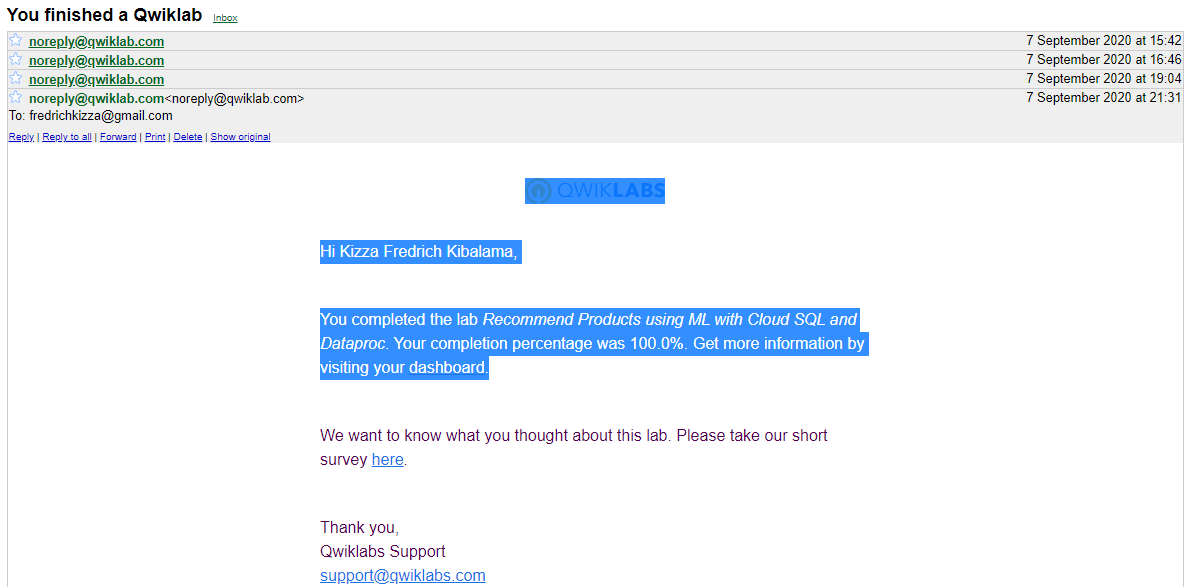 You finished a Qwiklab Inbox
noreply@qwiklab.com 7 September 2020 at 15:42
noreply@qwiklab.com 7 September 2020 at 16:46
noreply@qwiklab.com 7 September 2020 at 19:04
noreply@qwiklab.com<noreply@qwiklab.com> 7 September 2020 at 21:31
To: fredrichkizza@gmail.com
Reply | Reply to all | Forward | Print | Delete | Show original
QWIKLABS
Hi Kizza Fredrich Kibalama,
You completed the lab Recommend Products using ML with Cloud SQL and
Dataproc. Your completion percentage was 100.0%. Get more information by
visiting your dashboard.
We want to know what you thought about this lab. Please take our short
survey here.
Thank you,
Qwiklabs Support
support@qwiklabs.com